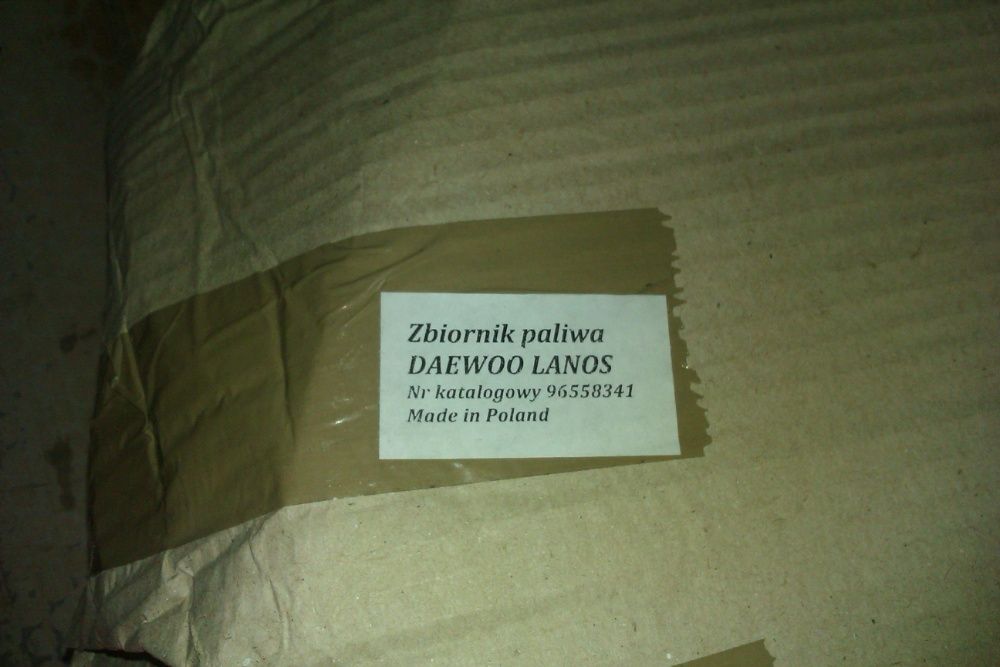 Zbiornik paliwa
DAEWOO LANOS
Nr katalogowy 96558341
Made in Poland